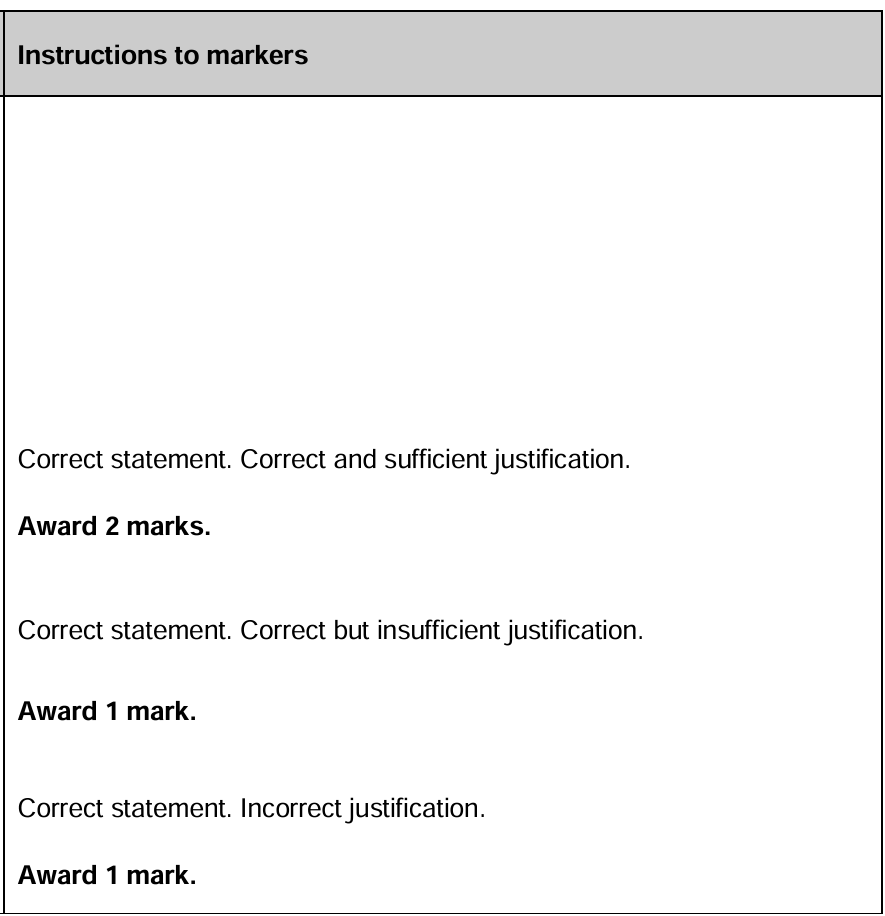 Instructions to markers
Correct statement. Correct and sufficient justification.
Award 2 marks.
Correct statement. Correct but insufficient justification.
Award 1 mark.
Correct statement. Incorrect justification.
Award 1 mark.